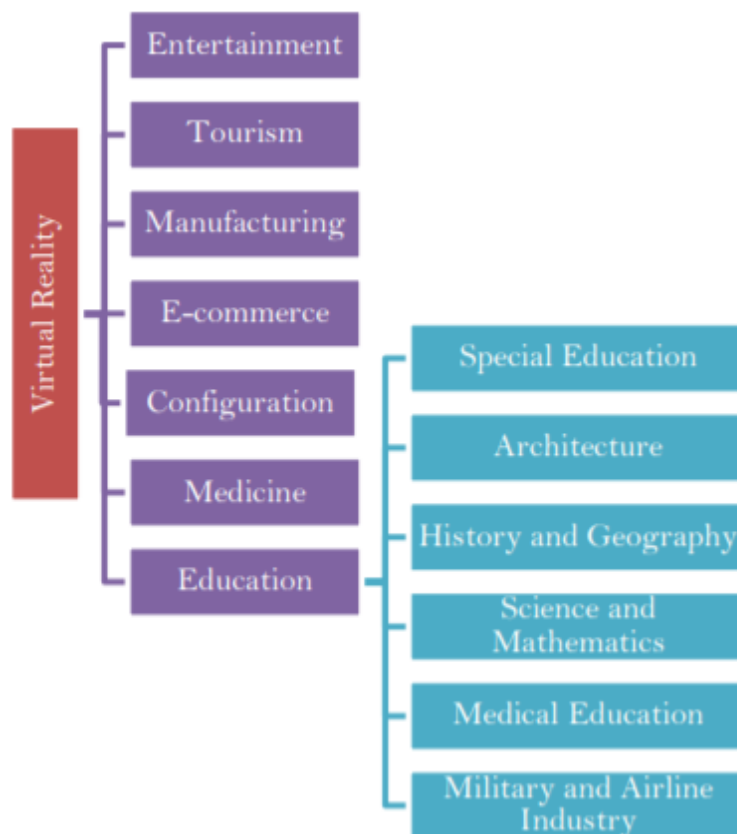 Virtual Reality
Entertainment
Tourism
Manufacturing
E-commerce
Configuration
Medicine
Education
Special Education
Architecture
History and Geography
Science and
Mathematics
Medical Education
Military and Airline
Industry